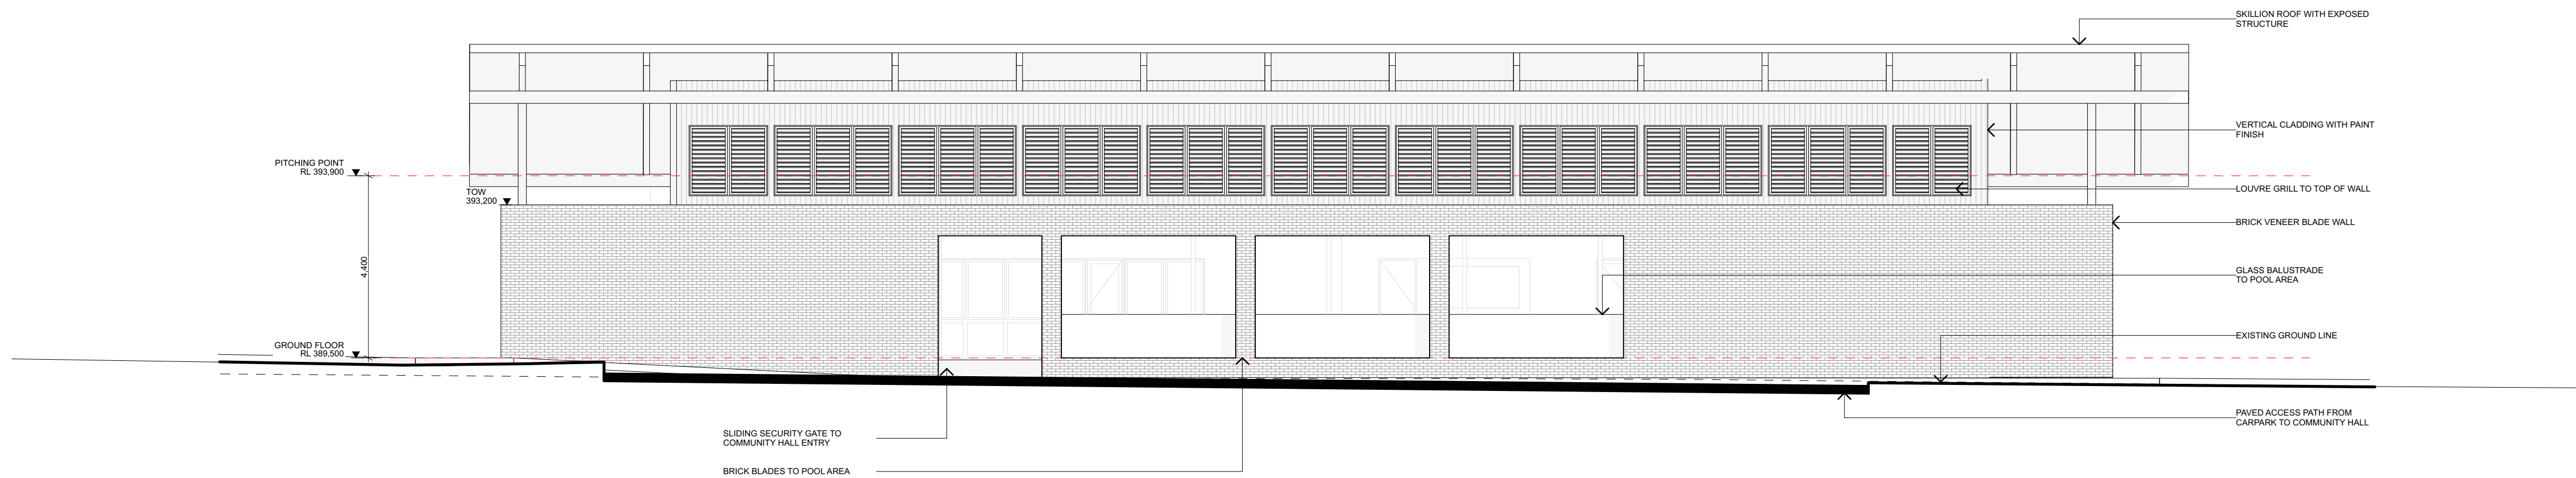 SKILLION ROOF WITH EXPOSED
STRUCTURE
VERTICAL CLADDING WITH PAINT
FINISH
PITCHING POINT
RL 393,900
TOW
393,200
LOUVRE GRILL TO TOP OF WALL
BRICK VENEER BLADE WALL
4,400
GLASS BALUSTRADE
TO POOL AREA
GROUND FLOOR
RL 389,500
EXISTING GROUND LINE
PAVED ACCESS PATH FROM
CARPARK TO COMMUNITY HALL
SLIDING SECURITY GATE TO
COMMUNITY HALL ENTRY
BRICK BLADES TO POOL AREA